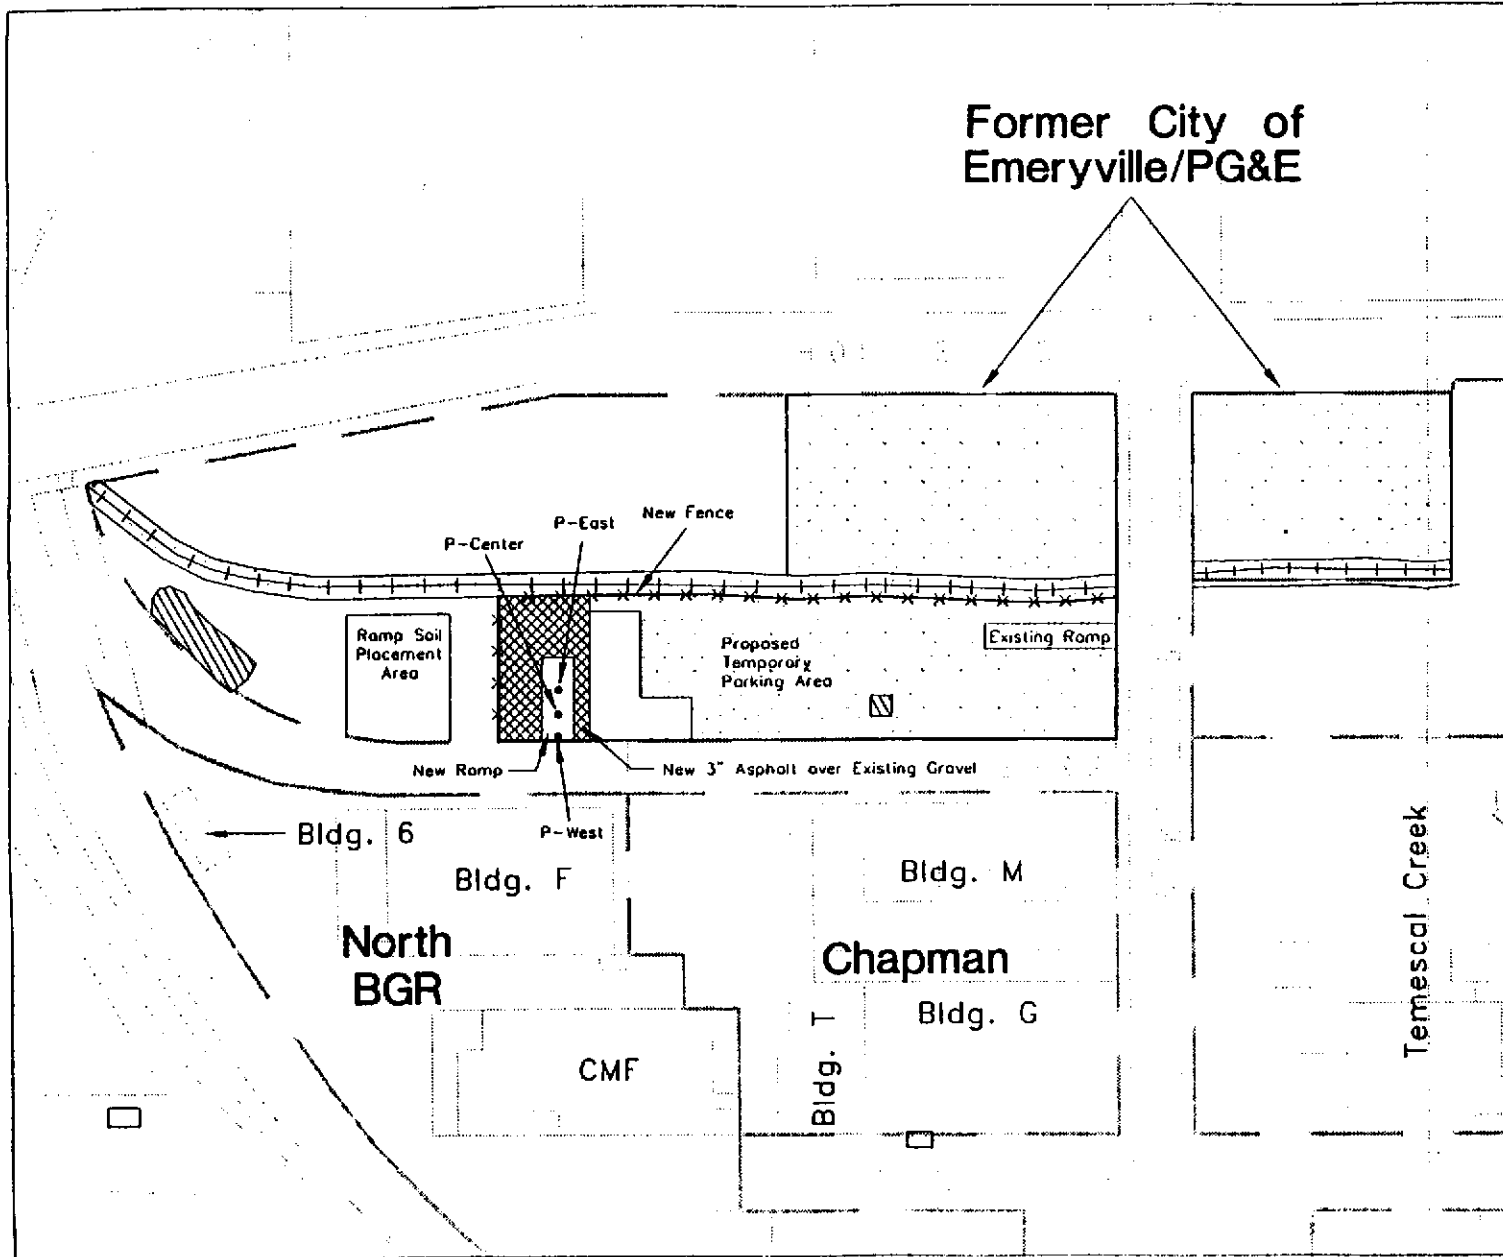 Former City of
Emeryville/PG&E
P-East
New Fence
P-Center
Ramp Soil
Placement
Area
Proposed
Temporary
Parking Area
Existing Ramp
New Ramp
New 3" Asphalt over Existing Gravel
P-West
Bldg. 6
Bldg. F
Bldg. M
North
BGR
Chapman
Bldg. G
Bldg. T
CMF
Temescal Creek